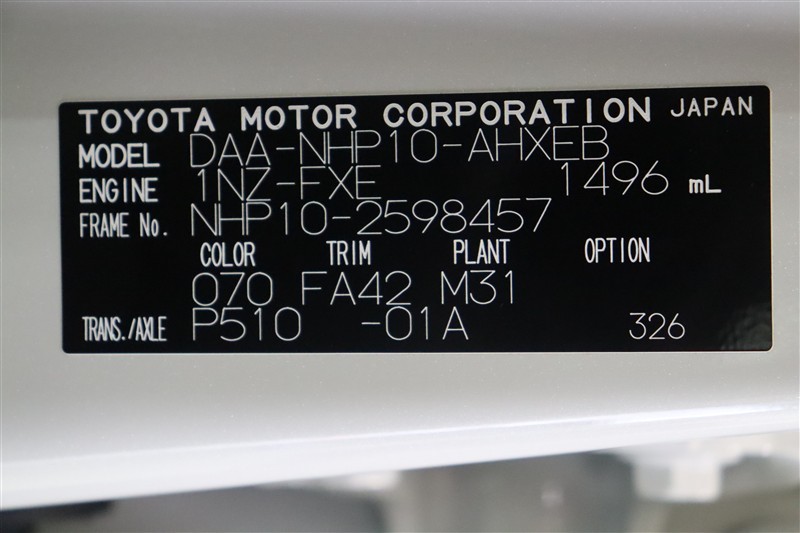 TOYOTA MOTOR CORPORATION JAPAN
MODEL DAA-NHP10-AHXEB
ENGINE 1NZ-FXE 1496 mL
FRAME No. NHP10-2598457
COLOR TRIM PLANT OPTION
070 FA42 M31
TRANS./AXLE P510 -01A 326